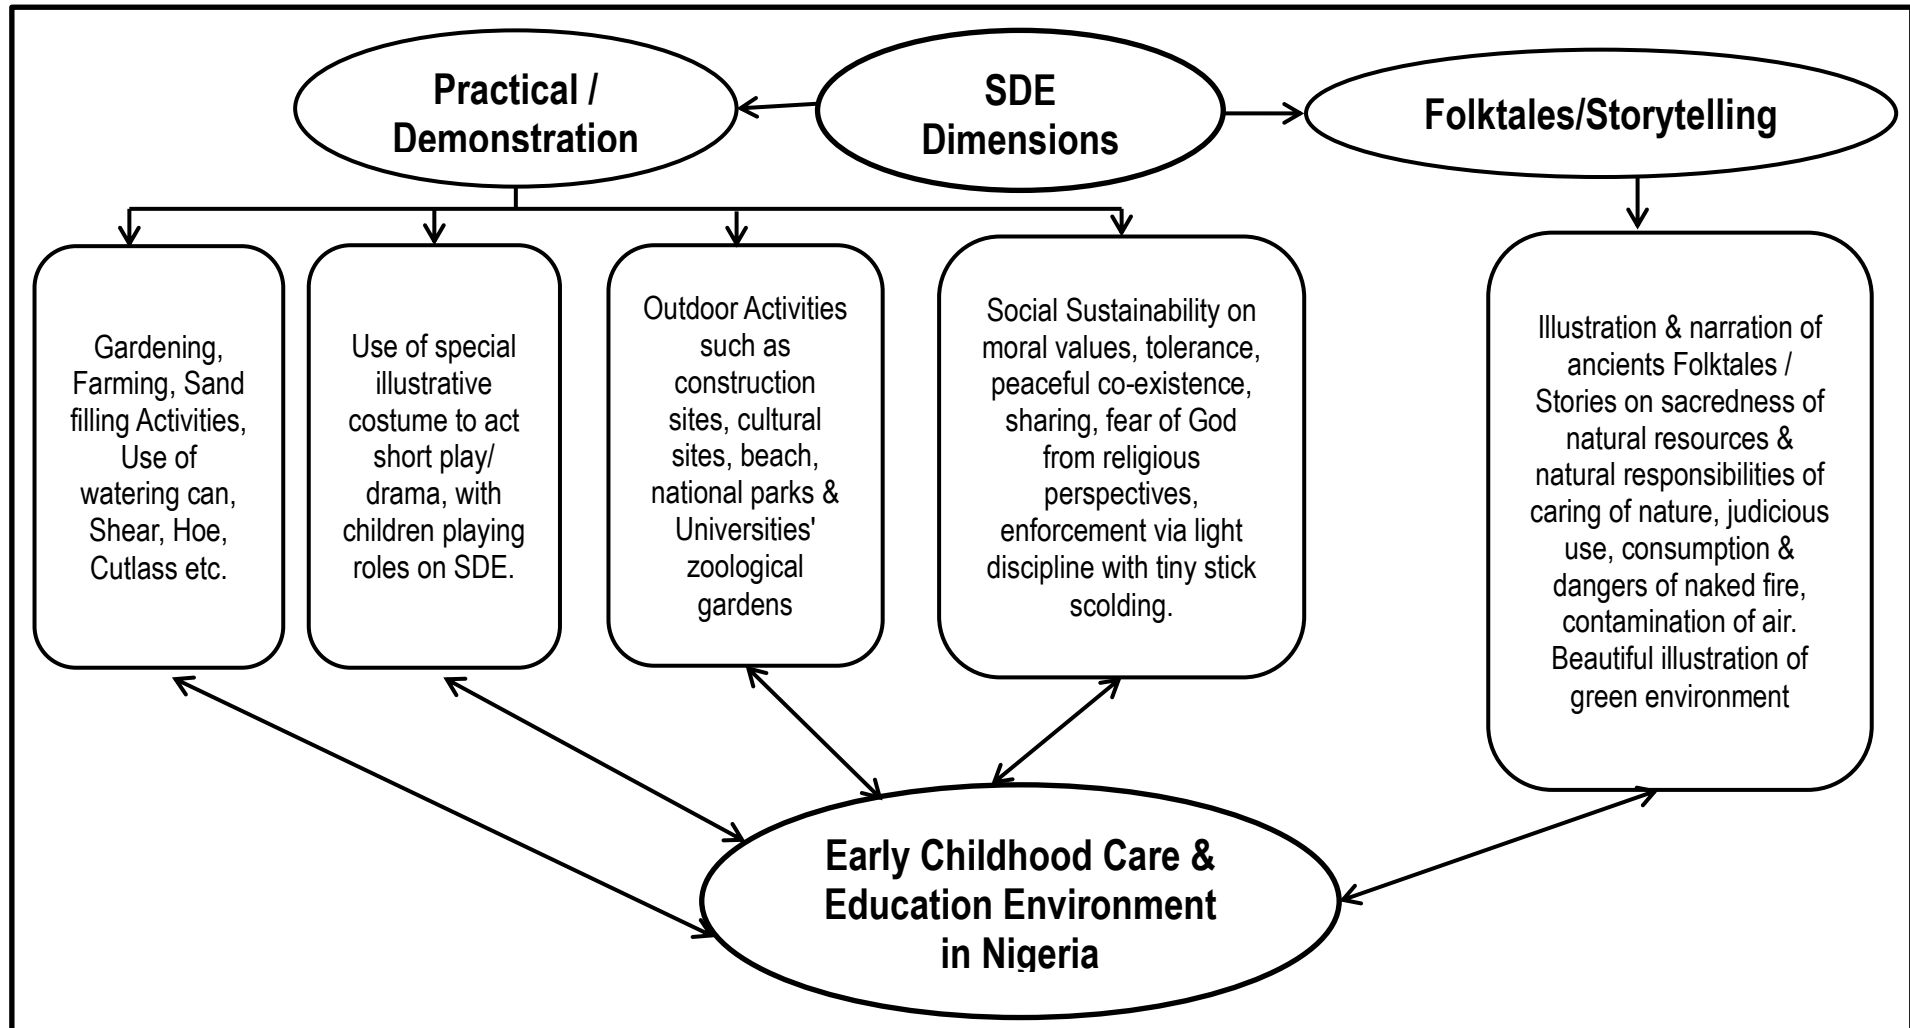 Practical /
Demonstration
SDE
Dimensions
Folktales/Storytelling
Gardening,
Farming, Sand
filling Activities,
Use of
watering can,
Shear, Hoe,
Cutlass etc.
Use of special
illustrative
costume to act
short play/
drama, with
children playing
roles on SDE.
Outdoor Activities
such as
construction
sites, cultural
sites, beach,
national parks &
Universities'
zoological
gardens
Social Sustainability on
moral values, tolerance,
peaceful co-existence,
sharing, fear of God
from religious
perspectives,
enforcement via light
discipline with tiny stick
scolding.
Illustration & narration of
ancients Folktales /
Stories on sacredness of
natural resources &
natural responsibilities of
caring of nature, judicious
use, consumption &
dangers of naked fire,
contamination of air.
Beautiful illustration of
green environment
Early Childhood Care &
Education Environment
in Nigeria